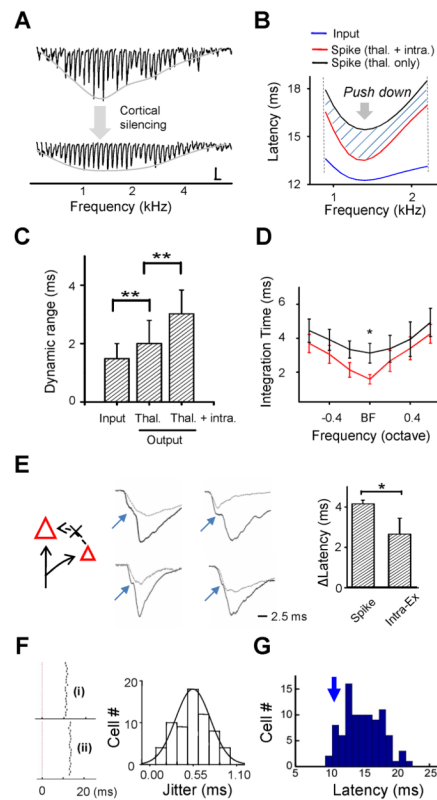 A
Cortical
silencing
1 2 4
Frequency (kHz)
B
Input
Spike (thal. + intra.)
Spike (thal. only)
Push down
Latency (ms)
18
15
12
1 2
Frequency (kHz)
C
Dynamic range (ms)
4
2
0
**
**
Input Thal. Thal. + intra.
Output
D
Integration Time (ms)
6
4
2
*
-0.4 BF 0.4
Frequency (octave)
E
2.5 ms
ΔLatency (ms)
4
2
0
*
Spike
Intra-Ex
F
(i)
(ii)
0 20 (ms)
Cell #
20
10
0
0.00 0.55 1.10
Jitter (ms)
G
Cell #
15
10
5
0
5 10 15 20 25
Latency (ms)